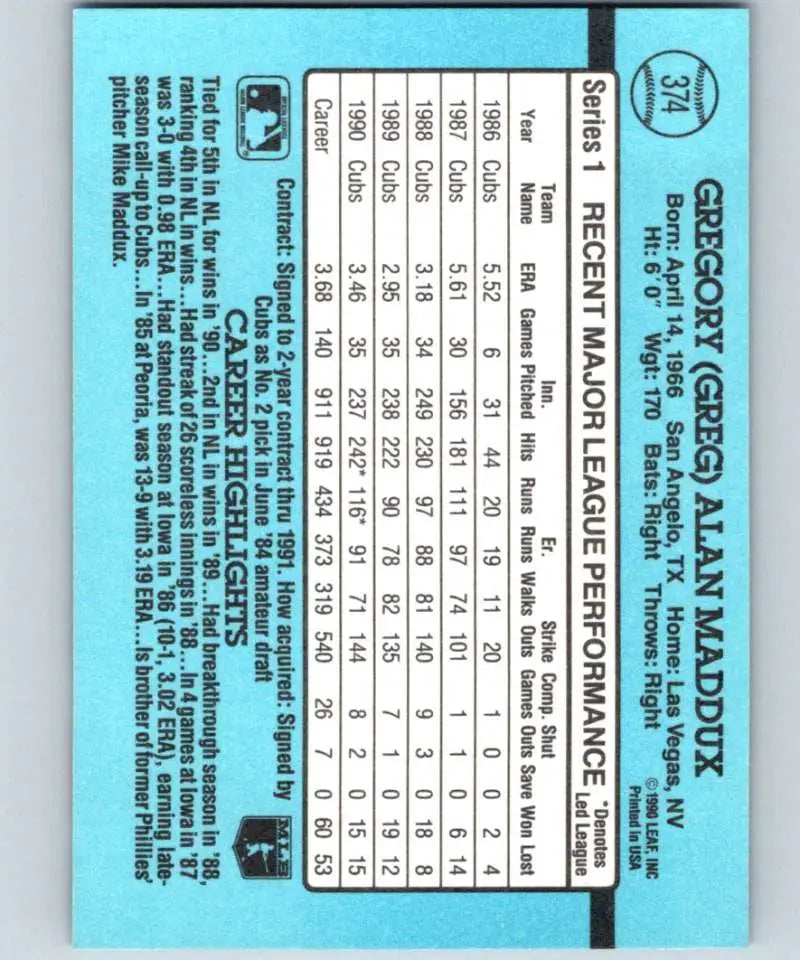 374
GREGORY (GREG) ALAN MADDUX
Born: April 14, 1966 San Angelo, TX Home: Las Vegas, NV
Ht: 6' 0" Wgt: 170 Bats: Right Throws: Right
© 1990 LEAF, INC
Printed in USA
Series 1 RECENT MAJOR LEAGUE PERFORMANCE *Denotes
Led League
Team Inn. Er. Strike Comp. Shut
Year Name ERA Games Pitched Hits Runs Runs Walks Outs Games Outs Save Won Lost
1986 Cubs 5.52 6 31 44 20 19 11 20 1 0 0 2 4
1987 Cubs 5.61 30 156 181 111 97 74 101 1 1 0 6 14
1988 Cubs 3.18 34 249 230 97 88 81 140 9 3 0 18 8
1989 Cubs 2.95 35 238 222 90 78 82 135 7 1 0 19 12
1990 Cubs 3.46 35 237 242* 116* 91 71 144 8 2 0 15 15
Career 3.68 140 911 919 434 373 319 540 26 7 0 60 53
Contract: Signed to 2-year contract thru 1991. How acquired: Signed by
Cubs as No. 2 pick in June '84 amateur draft
MLB
CAREER HIGHLIGHTS
Tied for 5th in NL for wins in '90...2nd in NL in wins in '89...Had breakthrough season in '88,
ranking 4th in NL in wins...Had streak of 26 scoreless innings in '88...In 4 games at Iowa in '87
was 3-0 with 0.98 ERA...Had standout season at Iowa in '86 (10-1, 3.02 ERA), earning late-
season call-up to Cubs...In '85 at Peoria, was 13-9 with 3.19 ERA...Is brother of former Phillies'
pitcher Mike Maddux.